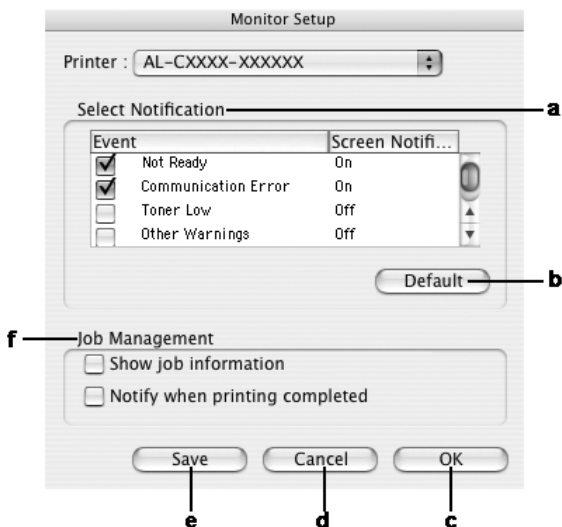 Monitor Setup
Printer : AL-CXXXX-XXXXXX
Select Notification a
Event Screen Notifi...
Not Ready On
Communication Error On
Toner Low Off
Other Warnings Off
Default b
f Job Management
Show job information
Notify when printing completed
Save Cancel OK
e d c